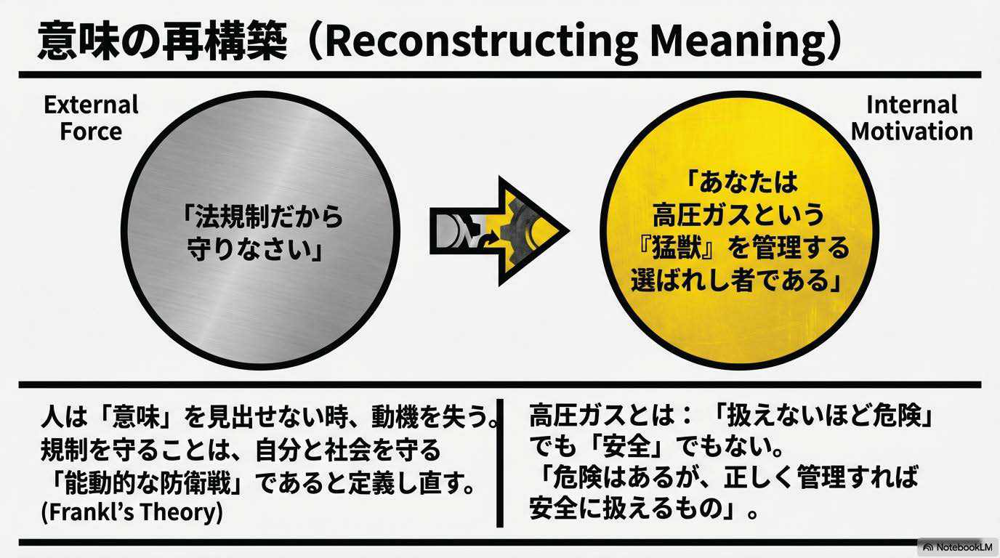 意味の再構築（Reconstructing Meaning）
External
Force
「法規制だから
守りなさい」
Internal
Motivation
「あなたは
高圧ガスという
『猛獣』を管理する
選ばれし者である」
人は「意味」を見出せない時、動機を失う。
規制を守ることは、自分と社会を守る
「能動的な防衛戦」であると定義し直す。
(Frankl's Theory)
高圧ガスとは：「扱えないほど危険」
でも「安全」でもない。
「危険はあるが、正しく管理すれば
安全に扱えるもの」。
NotebookLM